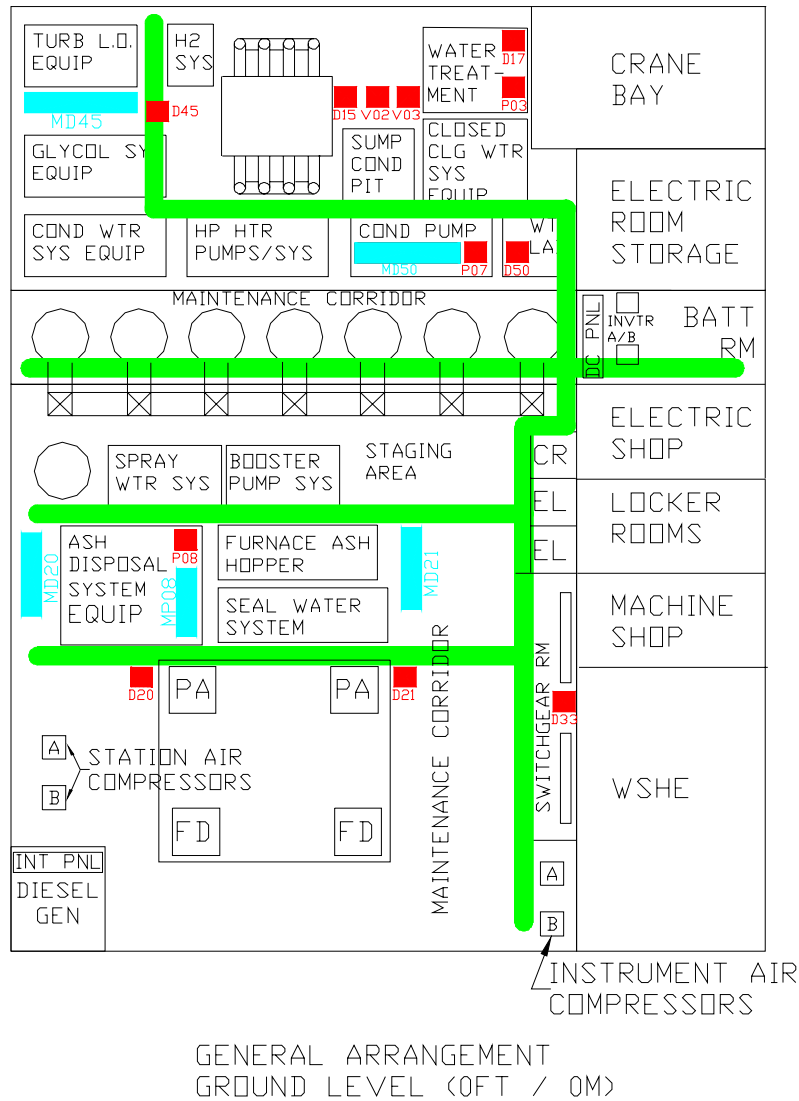 TURB L.O.
EQUIP
H2
SYS
WATER
TREAT-
MENT
D17
P03
CRANE
BAY
MD45
D45
D15 V02 V03
GLYCOL SY
EQUIP
SUMP
COND
PIT
CLOSED
CLG WTR
SYS
EQUIP
ELECTRIC
ROOM
STORAGE
COND WTR
SYS EQUIP
HP HTR
PUMPS/SYS
COND PUMP
MD50
P07
WT
LA
D50
MAINTENANCE CORRIDOR
DC PNL
INVTR
A/B
BATT
RM
ELECTRIC
SHOP
SPRAY
WTR SYS
BOOSTER
PUMP SYS
STAGING
AREA
CR
EL
EL
LOCKER
ROOMS
MD20
ASH
DISPOSAL
SYSTEM
EQUIP
P08
MP08
FURNACE ASH
HOPPER
MD21
SEAL WATER
SYSTEM
MACHINE
SHOP
D20
PA
PA
D21
MAINTENANCE CORRIDOR
SWITCHGEAR RM
D33
A
B
STATION AIR
COMPRESSORS
WSHE
FD
FD
INT PNL
DIESEL
GEN
A
B
INSTRUMENT AIR
COMPRESSORS
GENERAL ARRANGEMENT
GROUND LEVEL (0FT / 0M)